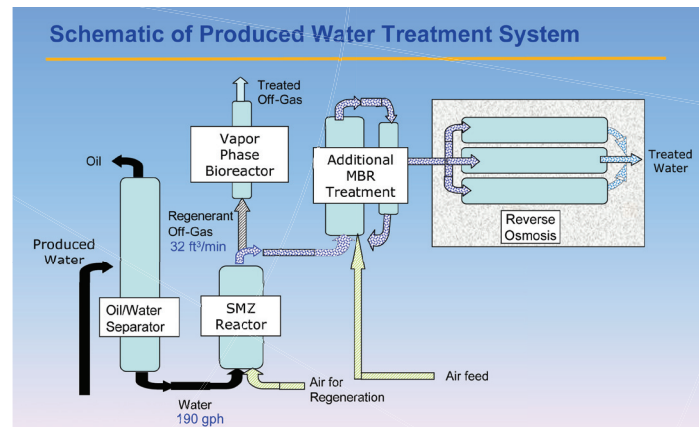 Schematic of Produced Water Treatment System
Treated
Off-Gas
Vapor
Phase
Bioreactor
Oil
Additional
MBR
Treatment
Treated
Water
Regenerant
Off-Gas
32 ft³/min
Reverse
Osmosis
Produced
Water
Oil/Water
Separator
SMZ
Reactor
Air feed
Air for
Regeneration
Water
190 gph